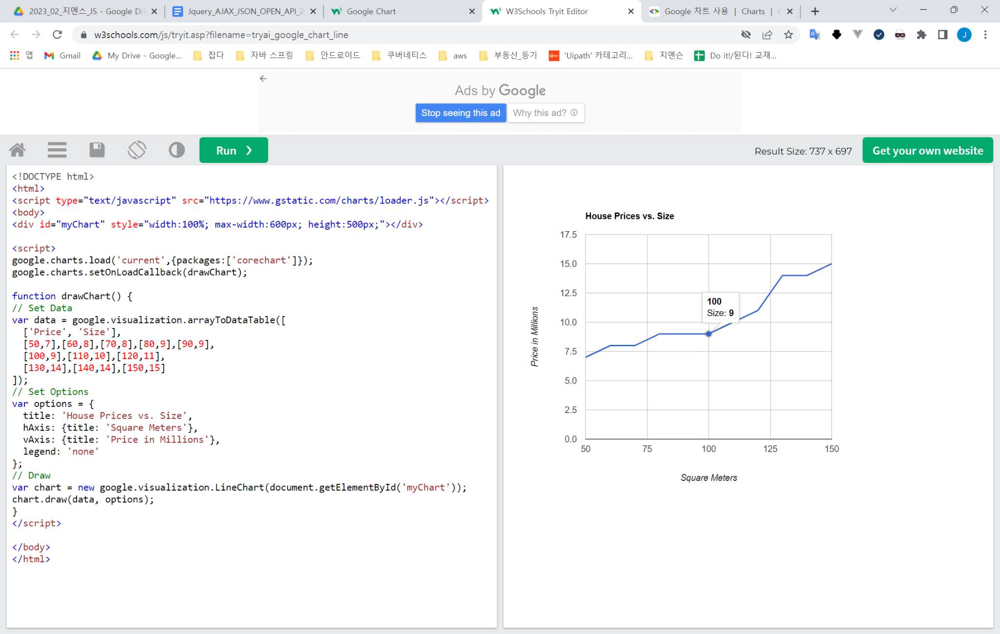 2023_02_지멘스_JS - Google Dri
Jquery_AJAX_JSON_OPEN_API_2
Google Chart
W3Schools Tryit Editor
Google 차트 사용 | Charts |
w3schools.com/js/tryit.asp?filename=tryai_google_chart_line
J
앱
Gmail
My Drive - Google...
잡다
자바 스프링
안드로이드
쿠버네티스
aws
부동산_등기
'Uipath' 카테고리...
지멘슨
Do it!/된다! 교재...
Ads by Google
Stop seeing this ad
Why this ad?
Run ❯
Result Size: 737 x 697
Get your own website
<!DOCTYPE html>
<html>
<script type="text/javascript" src="https://www.gstatic.com/charts/loader.js"></script>
<body>
<div id="myChart" style="width:100%; max-width:600px; height:500px;"></div>
<script>
google.charts.load('current',{packages:['corechart']});
google.charts.setOnLoadCallback(drawChart);
function drawChart() {
// Set Data
var data = google.visualization.arrayToDataTable([
['Price', 'Size'],
[50,7],[60,8],[70,8],[80,9],[90,9],
[100,9],[110,10],[120,11],
[130,14],[140,14],[150,15]
]);
// Set Options
var options = {
title: 'House Prices vs. Size',
hAxis: {title: 'Square Meters'},
vAxis: {title: 'Price in Millions'},
legend: 'none'
};
// Draw
var chart = new google.visualization.LineChart(document.getElementById('myChart'));
chart.draw(data, options);
}
</script>
</body>
</html>
House Prices vs. Size
17.5
15.0
12.5
10.0
7.5
5.0
2.5
0.0
Price in Millions
100
Size: 9
50 75 100 125 150
Square Meters